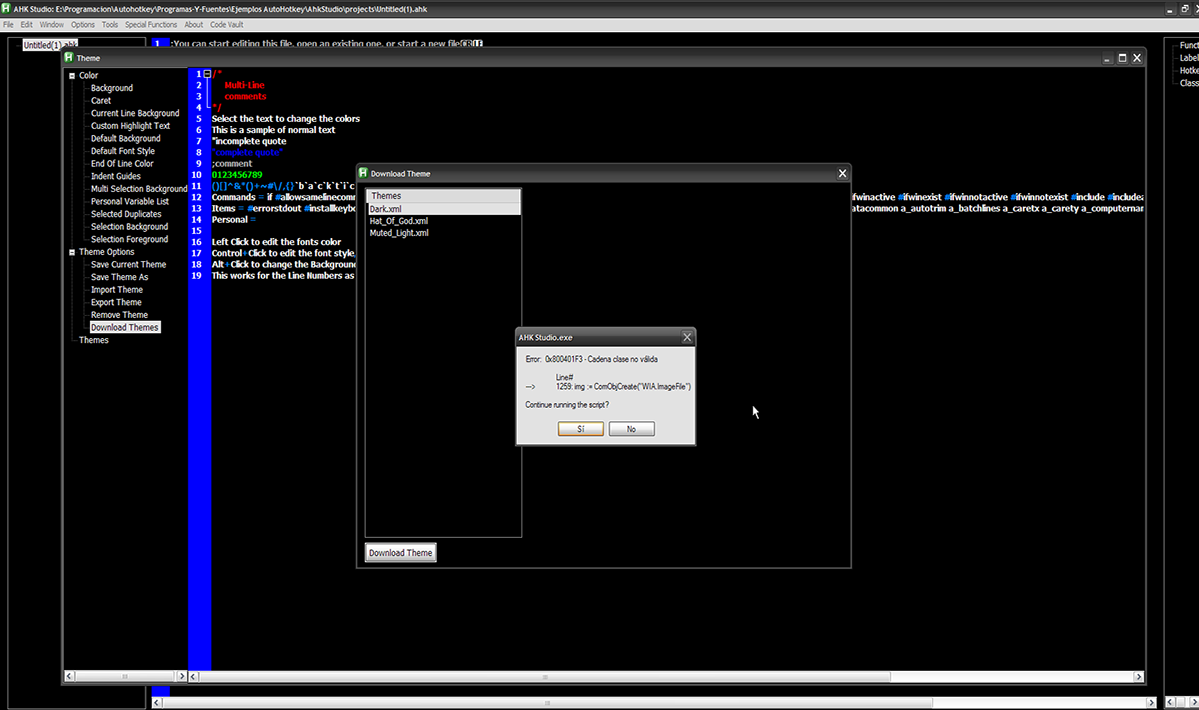 AHK Studio: E:\Programacion\Autohotkey\Programas-Y-Fuentes\Ejemplos AutoHotkey\AhkStudio\projects\Untitled(1).ahk
File Edit Window Options Tools Special Functions About Code Vault
Untitled(1).ahk
1 ;You can start editing this file, open an existing one, or start a new file
Funct
Label
Hotke
Class
Theme
Color
Background
Caret
Current Line Background
Custom Highlight Text
Default Background
Default Font Style
End Of Line Color
Indent Guides
Multi Selection Background
Personal Variable List
Selected Duplicates
Selection Background
Selection Foreground
Theme Options
Save Current Theme
Save Theme As
Import Theme
Export Theme
Remove Theme
Download Themes
Themes
1 /*
2 Multi-Line
3 comments
4 */
5 Select the text to change the colors
6 This is a sample of normal text
7 "incomplete quote
8 "complete quote"
9 ;comment
10 0123456789
11 ()[]^&*()+~#\/,{}`b`a`c`k`t`i`c
12 Commands = if #allowsamelinecomm fwinactive #ifwinexist #ifwinnotactive #ifwinnotexist #include #includea
13 Items = #errorstdout #installkeybo atacommon a_autotrim a_batchlines a_caretx a_carety a_computernam
14 Personal =
15
16 Left Click to edit the fonts color
17 Control+Click to edit the font style,
18 Alt+Click to change the Background
19 This works for the Line Numbers as
Download Theme
Themes
Dark.xml
Hat_Of_God.xml
Muted_Light.xml
Download Theme
AHK Studio.exe
Error: 0x800401F3 - Cadena clase no válida
Line#
---> 1259: img := ComObjCreate("WIA.ImageFile")
Continue running the script?
Sí No